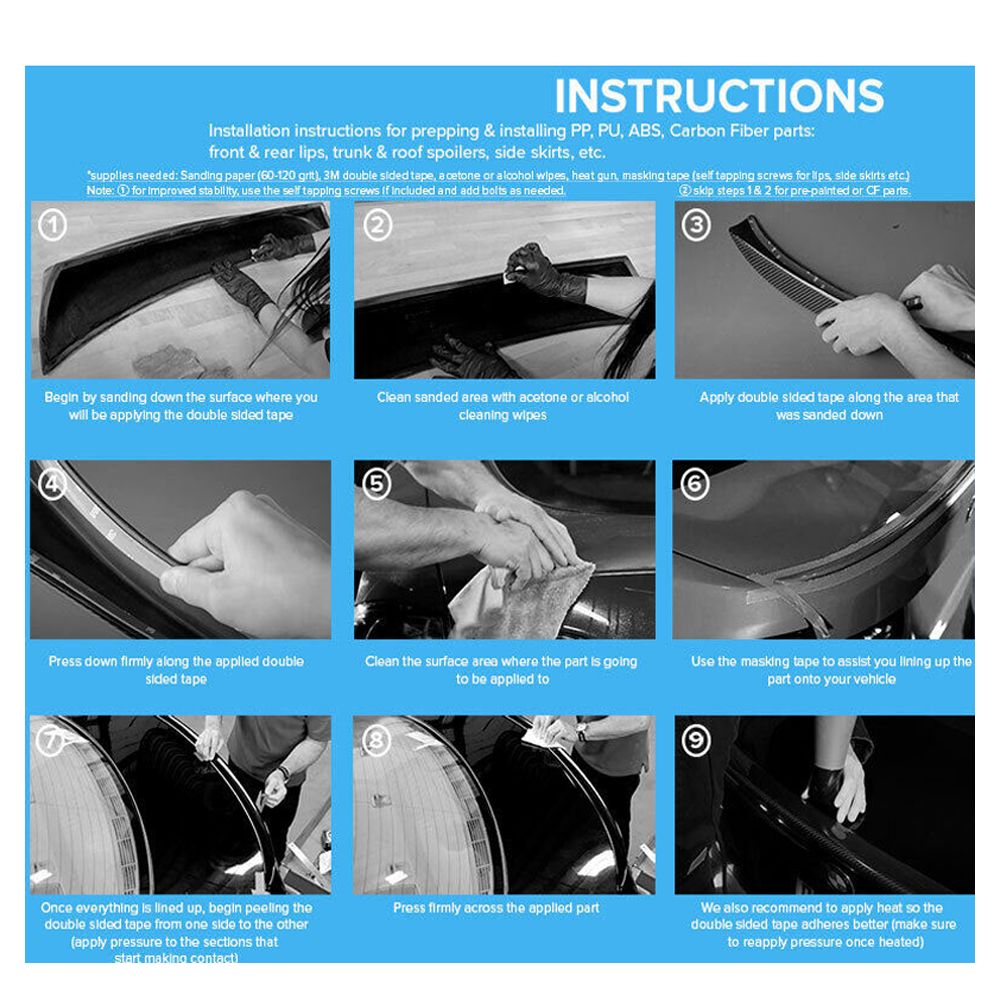 INSTRUCTIONS
Installation instructions for prepping & installing PP, PU, ABS, Carbon Fiber parts:
front & rear lips, trunk & roof spoilers, side skirts, etc.
*supplies needed: Sanding paper (60-120 grit), 3M double sided tape, acetone or alcohol wipes, heat gun, masking tape (self tapping screws for lips, side skirts etc.)
Note: ① for improved stability, use the self tapping screws if included and add bolts as needed. ② skip steps 1 & 2 for pre-painted or CF parts.
1
Begin by sanding down the surface where you
will be applying the double sided tape
2
Clean sanded area with acetone or alcohol
cleaning wipes
3
Apply double sided tape along the area that
was sanded down
4
Press down firmly along the applied double
sided tape
5
Clean the surface area where the part is going
to be applied to
6
Use the masking tape to assist you lining up the
part onto your vehicle
7
Once everything is lined up, begin peeling the
double sided tape from one side to the other
(apply pressure to the sections that
start making contact)
8
Press firmly across the applied part
9
We also recommend to apply heat so the
double sided tape adheres better (make sure
to reapply pressure once heated)